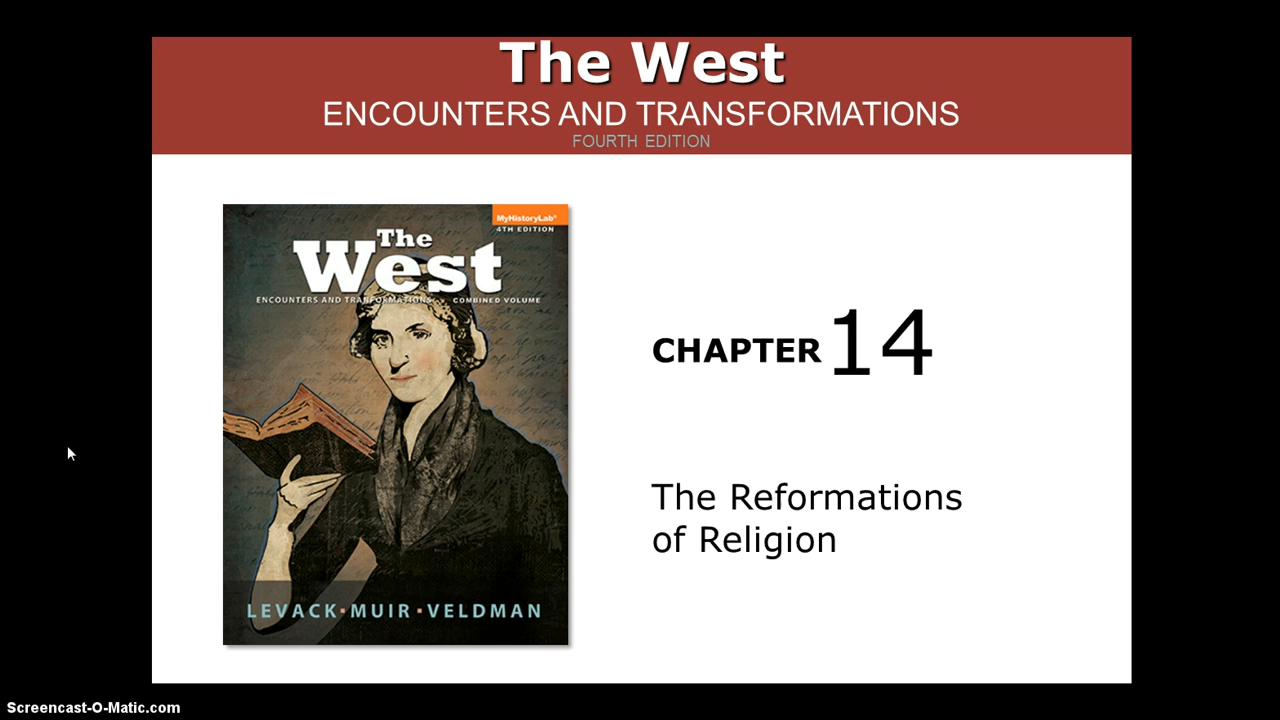 The West
ENCOUNTERS AND TRANSFORMATIONS
FOURTH EDITION
MyHistoryLab®
4TH EDITION
The
West
ENCOUNTERS AND TRANFORMATIONS COMBINED VOLUME
LEVACK • MUIR • VELDMAN
CHAPTER 14
The Reformations
of Religion
Screencast-O-Matic.com